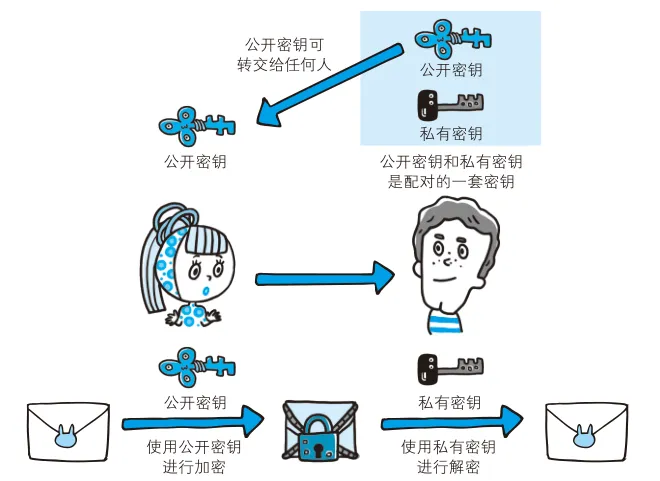 公开密钥可
转交给任何人
公开密钥
私有密钥
公开密钥
公开密钥和私有密钥
是配对的一套密钥
公开密钥
私有密钥
使用公开密钥
进行加密
使用私有密钥
进行解密